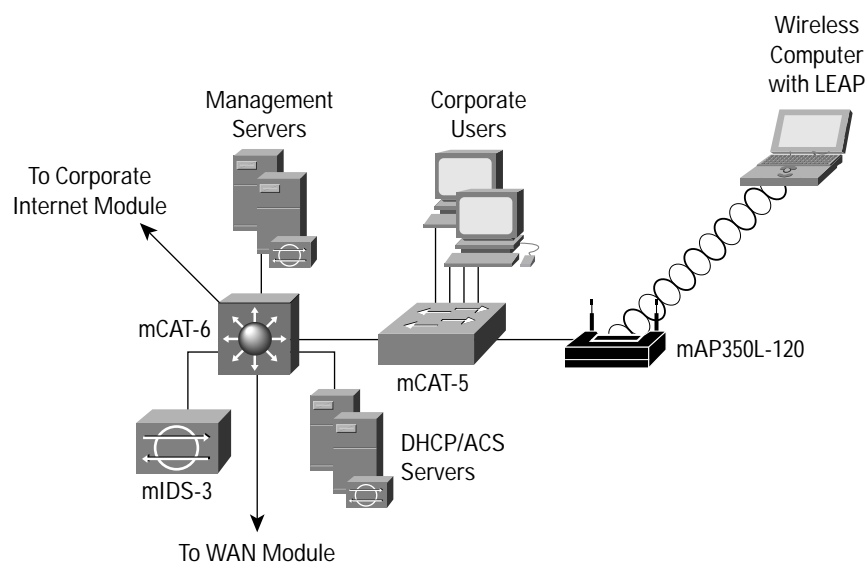 Wireless
Computer
with LEAP
Management
Servers
Corporate
Users
To Corporate
Internet Module
mCAT-6
mAP350L-120
mCAT-5
DHCP/ACS
Servers
mIDS-3
To WAN Module